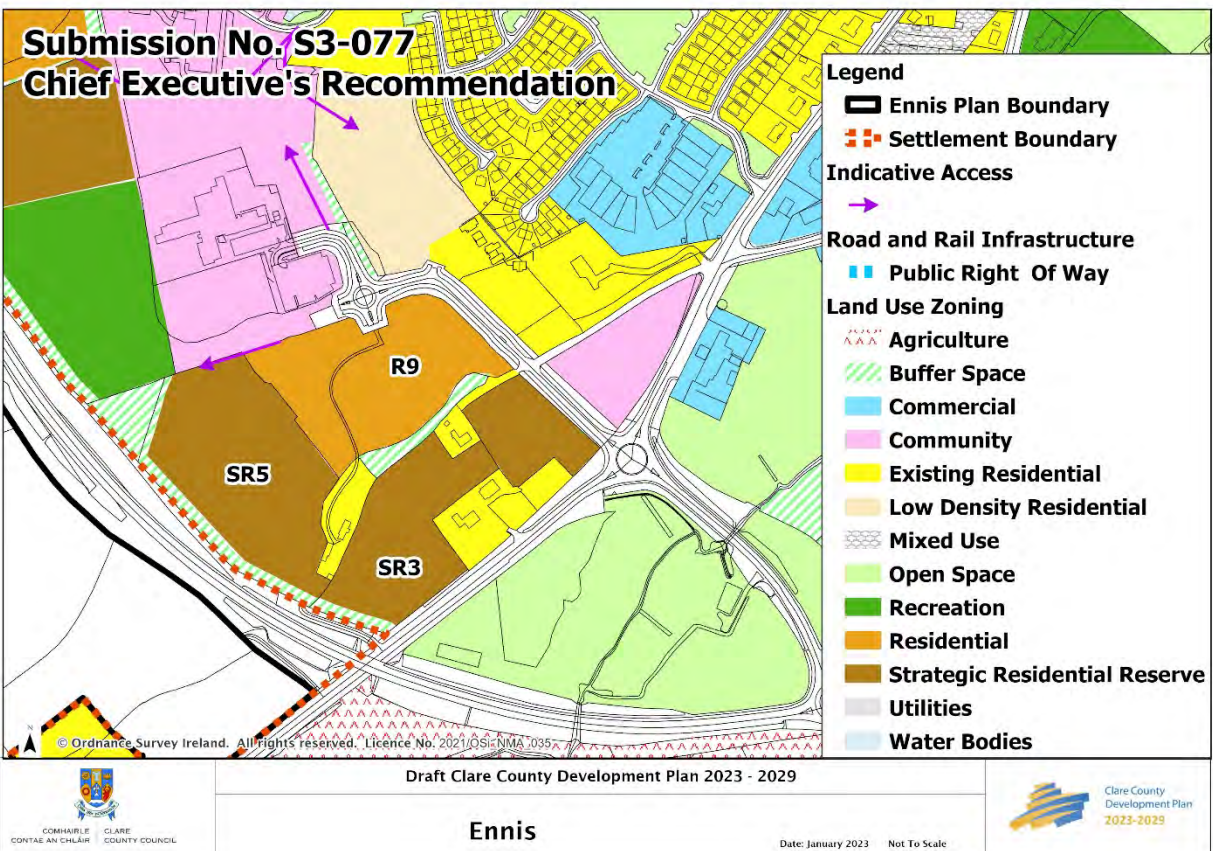 Submission No. S3-077
Chief Executive's Recommendation
R9
SR5
SR3
N
© Ordnance Survey Ireland. All rights reserved. Licence No. 2021/OSi_NMA_035
Legend
Ennis Plan Boundary
Settlement Boundary
Indicative Access
Road and Rail Infrastructure
Public Right Of Way
Land Use Zoning
Agriculture
Buffer Space
Commercial
Community
Existing Residential
Low Density Residential
Mixed Use
Open Space
Recreation
Residential
Strategic Residential Reserve
Utilities
Water Bodies
COMHAIRLE CONTAE AN CHLÁIR
CLARE COUNTY COUNCIL
Draft Clare County Development Plan 2023 - 2029
Ennis
Date: January 2023 Not To Scale
Clare County
Development Plan
2023-2029